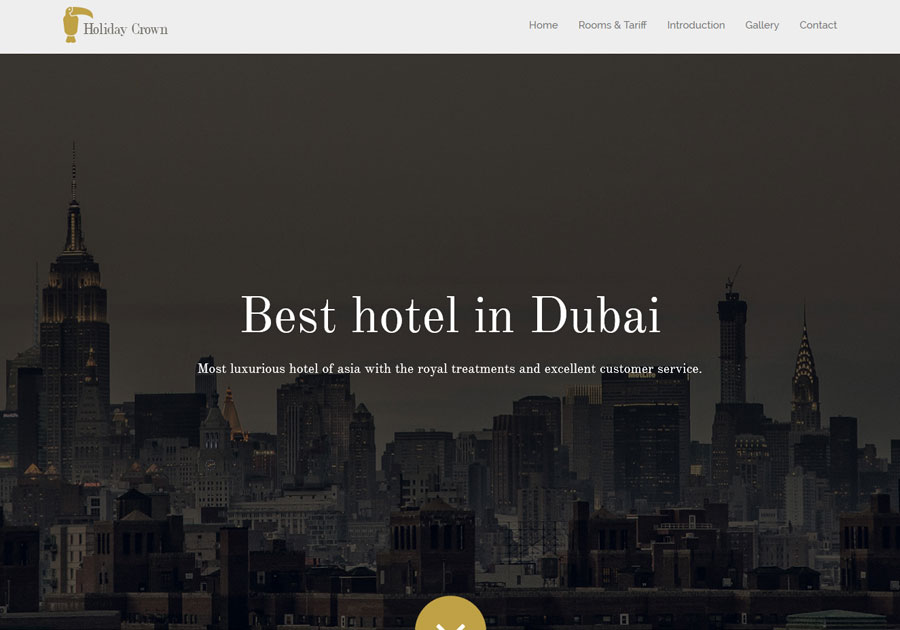 Holiday Crown
Home
Rooms & Tariff
Introduction
Gallery
Contact
Best hotel in Dubai
Most luxurious hotel of asia with the royal treatments and excellent customer service.